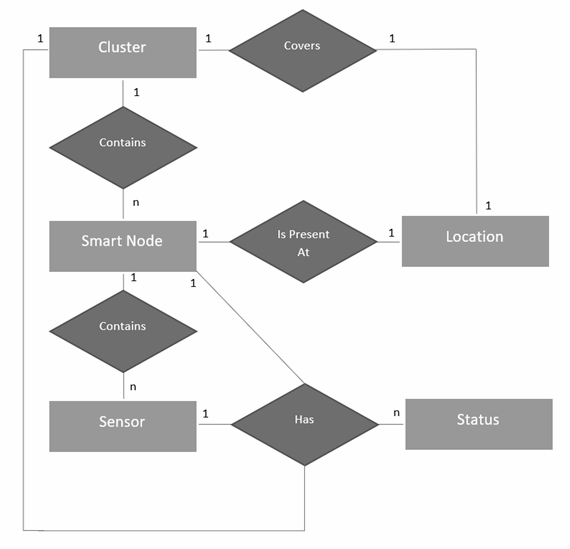 1 Cluster 1 Covers 1
1
Contains
n
1
Smart Node 1 Is Present At 1 Location
1 1
Contains
n
Sensor 1 Has n Status